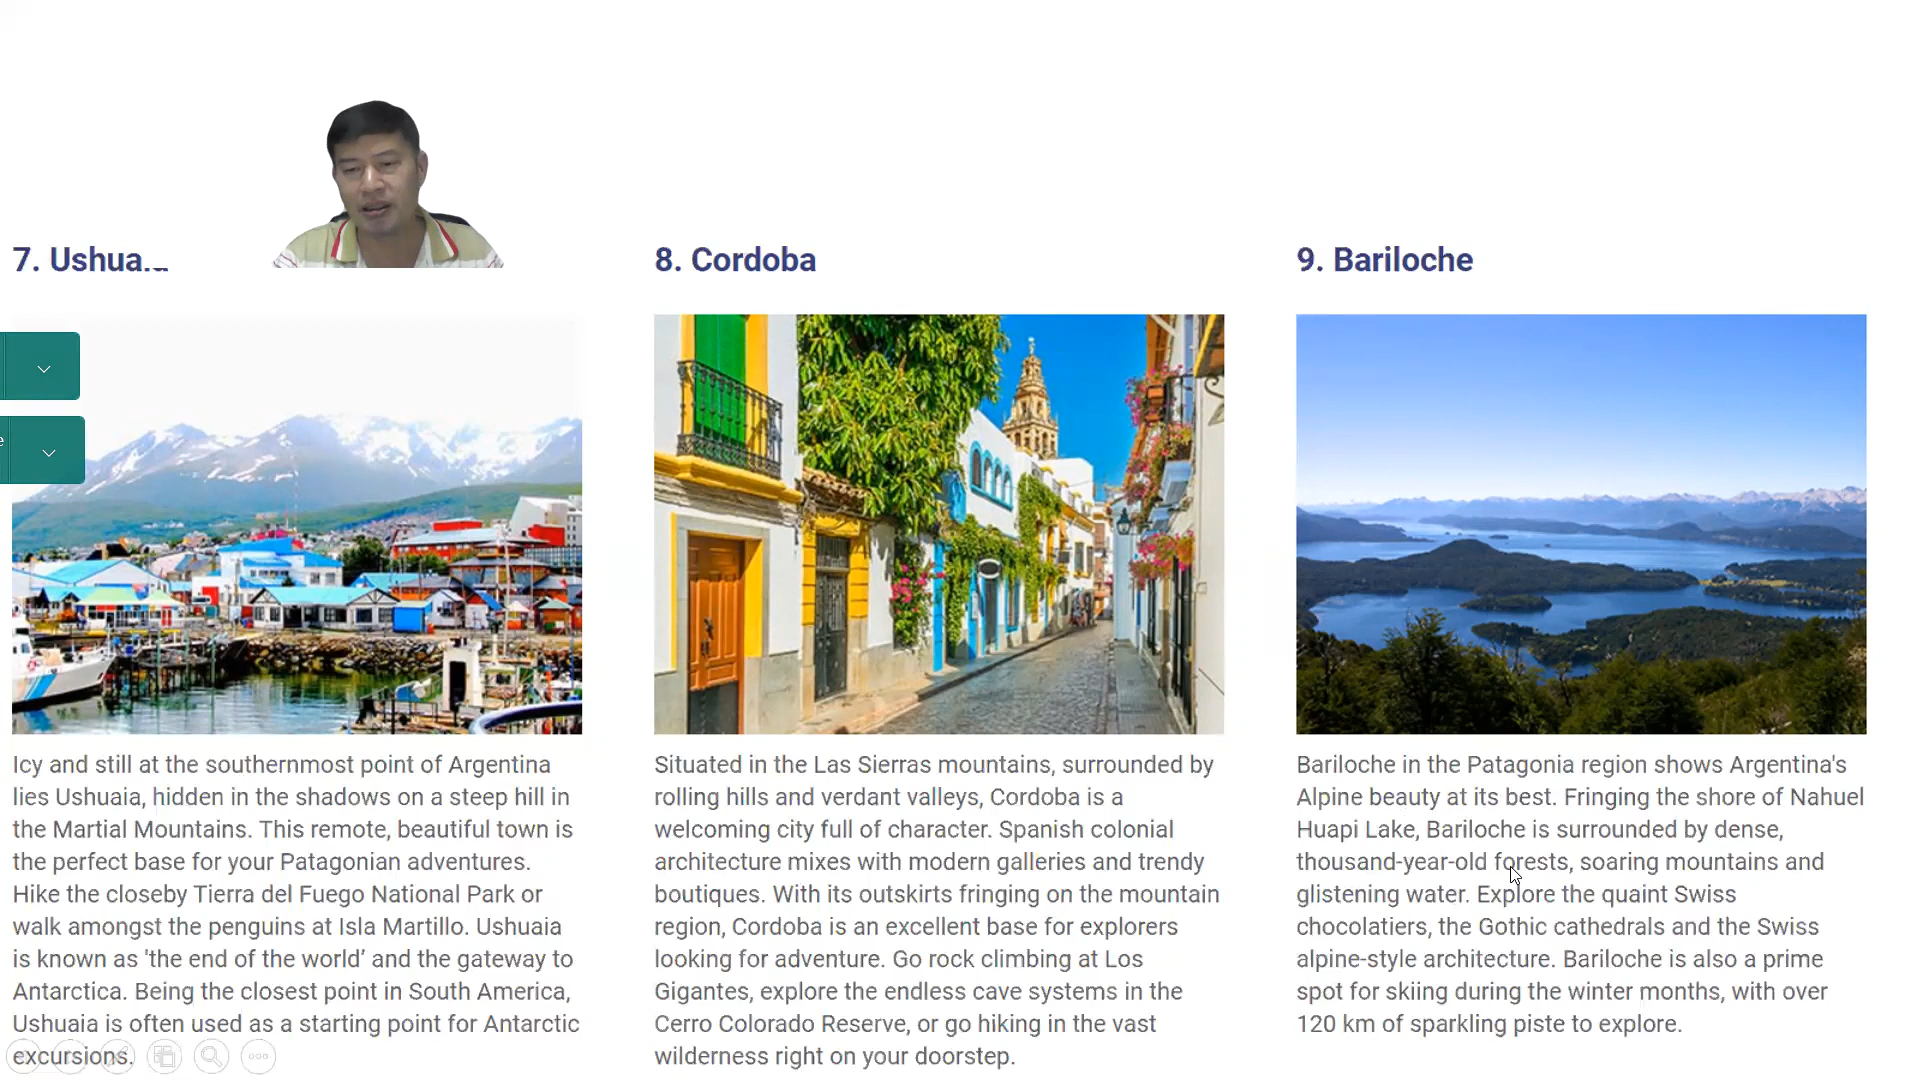 7. Ushuaia
8. Cordoba
9. Bariloche
e
Icy and still at the southernmost point of Argentina
lies Ushuaia, hidden in the shadows on a steep hill in
the Martial Mountains. This remote, beautiful town is
the perfect base for your Patagonian adventures.
Hike the closeby Tierra del Fuego National Park or
walk amongst the penguins at Isla Martillo. Ushuaia
is known as 'the end of the world’ and the gateway to
Antarctica. Being the closest point in South America,
Ushuaia is often used as a starting point for Antarctic
excursions.
Situated in the Las Sierras mountains, surrounded by
rolling hills and verdant valleys, Cordoba is a
welcoming city full of character. Spanish colonial
architecture mixes with modern galleries and trendy
boutiques. With its outskirts fringing on the mountain
region, Cordoba is an excellent base for explorers
looking for adventure. Go rock climbing at Los
Gigantes, explore the endless cave systems in the
Cerro Colorado Reserve, or go hiking in the vast
wilderness right on your doorstep.
Bariloche in the Patagonia region shows Argentina's
Alpine beauty at its best. Fringing the shore of Nahuel
Huapi Lake, Bariloche is surrounded by dense,
thousand-year-old forests, soaring mountains and
glistening water. Explore the quaint Swiss
chocolatiers, the Gothic cathedrals and the Swiss
alpine-style architecture. Bariloche is also a prime
spot for skiing during the winter months, with over
120 km of sparkling piste to explore.